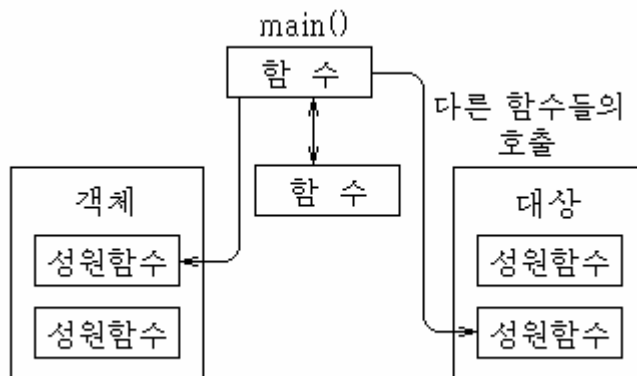 main()
함 수
다른 함수들의
호출
함 수
객체
성원함수
성원함수
대상
성원함수
성원함수